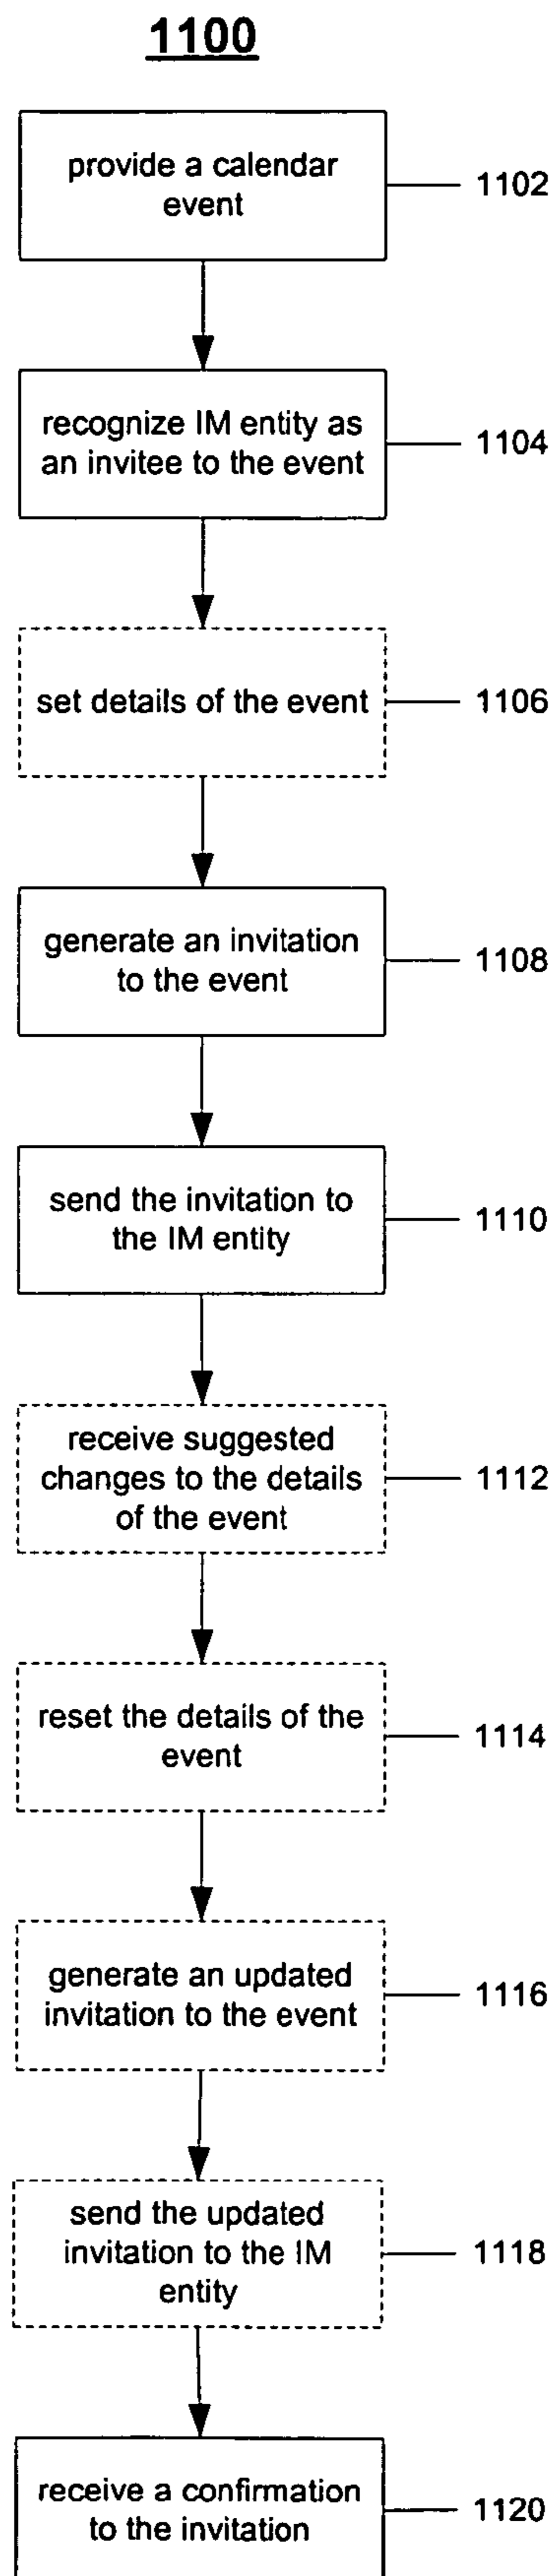 1100
provide a calendar
event
1102
recognize IM entity as
an invitee to the event
1104
set details of the event
1106
generate an invitation
to the event
1108
send the invitation to
the IM entity
1110
receive suggested
changes to the details
of the event
1112
reset the details of the
event
1114
generate an updated
invitation to the event
1116
send the updated
invitation to the IM
entity
1118
receive a confirmation
to the invitation
1120